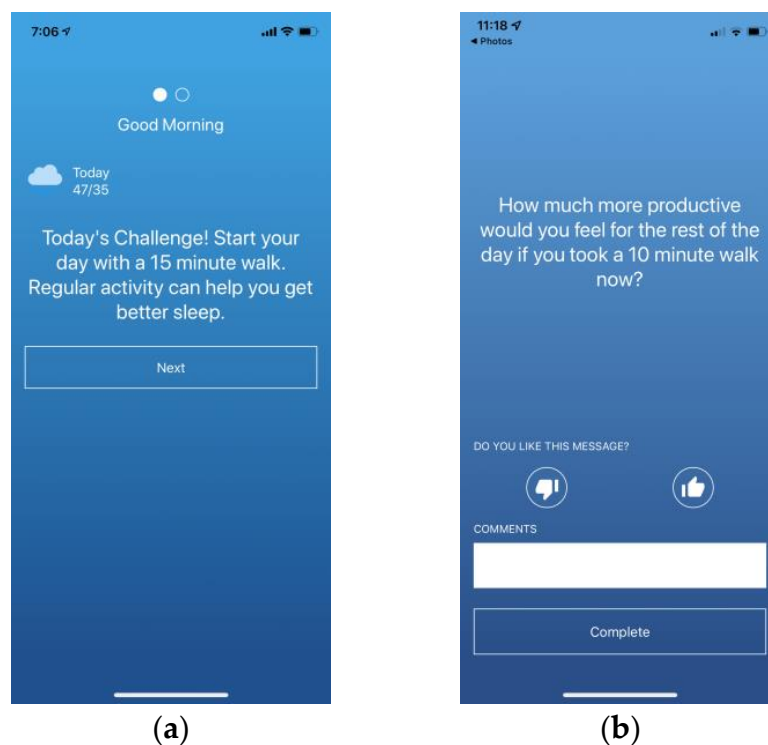 7:06
Good Morning
Today
47/35
Today's Challenge! Start your
day with a 15 minute walk.
Regular activity can help you get
better sleep.
Next
(a)
11:18
◀ Photos
How much more productive
would you feel for the rest of the
day if you took a 10 minute walk
now?
DO YOU LIKE THIS MESSAGE?
COMMENTS
Complete
(b)